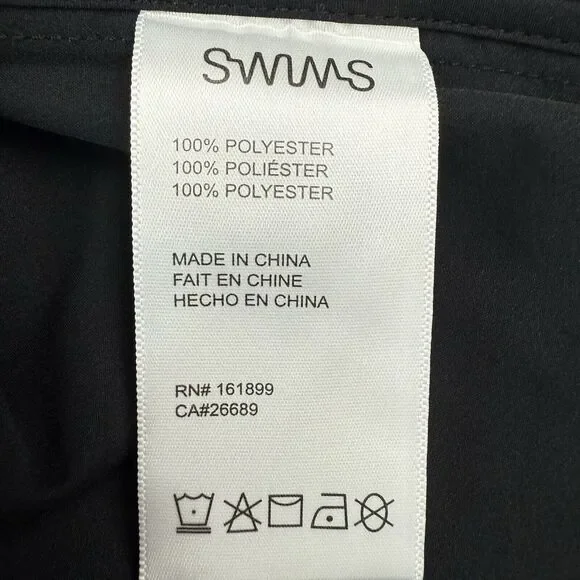 SWIMS
100% POLYESTER
100% POLIÉSTER
100% POLYESTER
MADE IN CHINA
FAIT EN CHINE
HECHO EN CHINA
RN# 161899
CA#26689